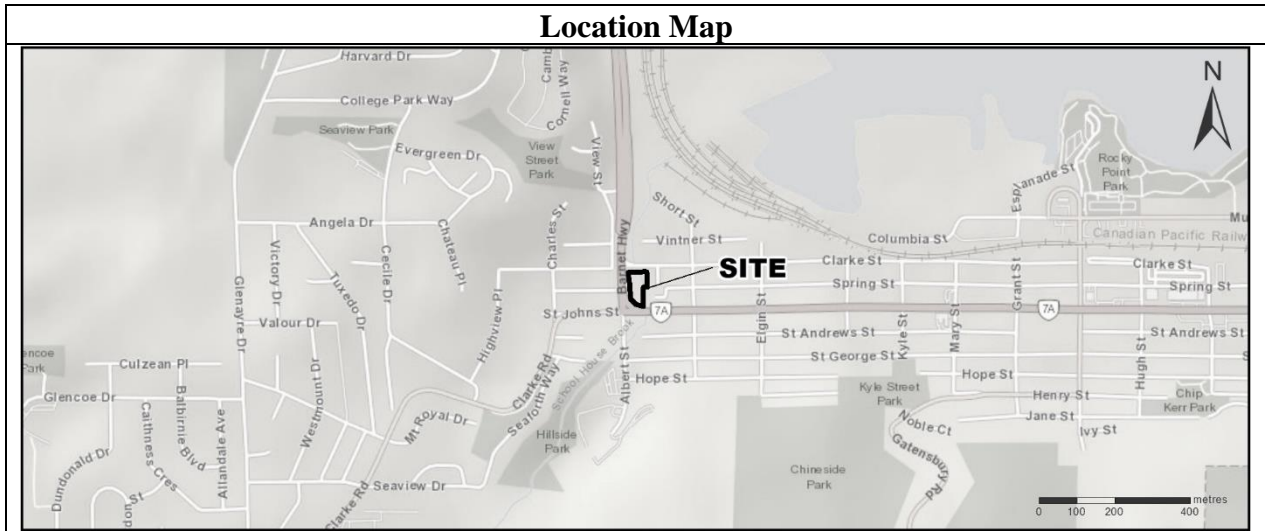 Location Map
Harvard Dr
College Park Way
Seaview Park
Evergreen Dr
Cornell Way
View Street Park
View St
N
Esplanade St
Rocky Point Park
Angela Dr
Chateau Pl
Charles St
Barnet Hwy
Short St
Vintner St
Columbia St
Canadian Pacific Railw
Mu
Victory Dr
Tuxedo Dr
Cecile Dr
SITE
Clarke St
Clarke St
Spring St
Spring St
Grant St
Glenayre Dr
Highview Pl
St Johns St
7A
7A
Elgin St
Valour Dr
School House Brook
St Andrews St
St Andrews St
Kyle St
Mary St
Hugh St
Culzean Pl
St George St
Clarke Rd
Seaforth Way
Albert St
Hope St
Hope St
Glencoe Dr
Balbirnie Blvd
Caithness Cres
Allandale Ave
Westmount Dr
Mt Royal Dr
Kyle Street Park
Henry St
Chip Kerr Park
Jane St
Noble Ct
Ivy St
Gatensbury Rd
Hillside Park
Dundonald Dr
Seaview Dr
Clarke Rd
Chineside Park
metres
0 100 200 400